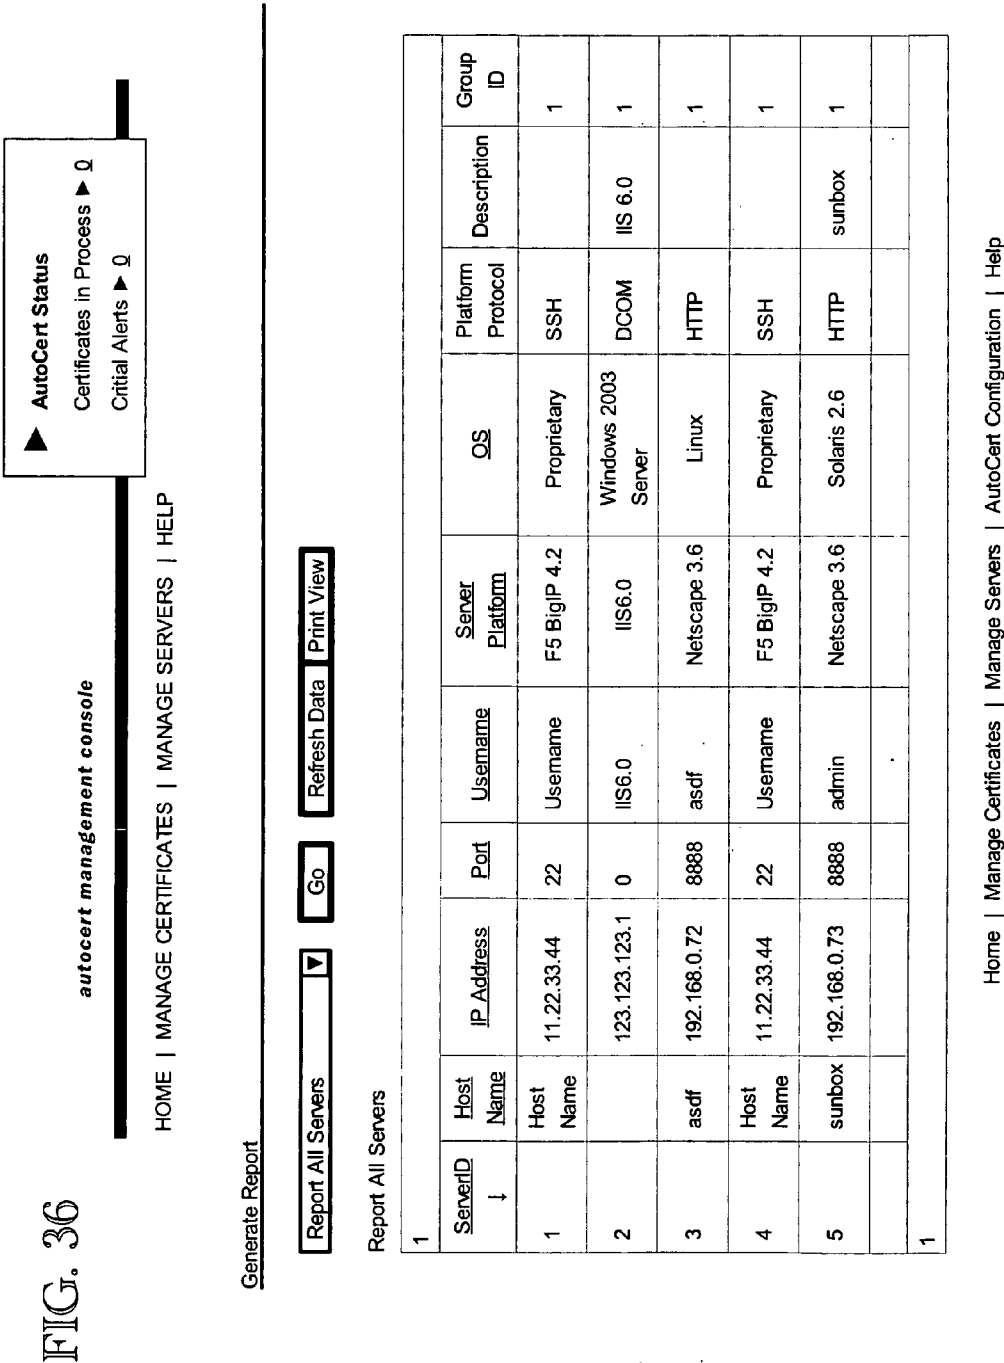 FIG. 36
autocert management console
▶ AutoCert Status
Certificates in Process ▶ 0
Critial Alerts ▶ 0
HOME | MANAGE CERTIFICATES | MANAGE SERVERS | HELP
Generate Report
Report All Servers ▼ Go Refresh Data Print View
Report All Servers
1
ServerID ↓ Host Name IP Address Port Username Server Platform OS Platform Protocol Description Group ID
1 Host Name 11.22.33.44 22 Username F5 BigIP 4.2 Proprietary SSH 1
2 123.123.123.1 0 IIS6.0 IIS6.0 Windows 2003 Server DCOM IIS 6.0 1
3 asdf 192.168.0.72 8888 asdf Netscape 3.6 Linux HTTP 1
4 Host Name 11.22.33.44 22 Username F5 BigIP 4.2 Proprietary SSH 1
5 sunbox 192.168.0.73 8888 admin Netscape 3.6 Solaris 2.6 HTTP sunbox 1
1
Home | Manage Certificates | Manage Servers | AutoCert Configuration | Help